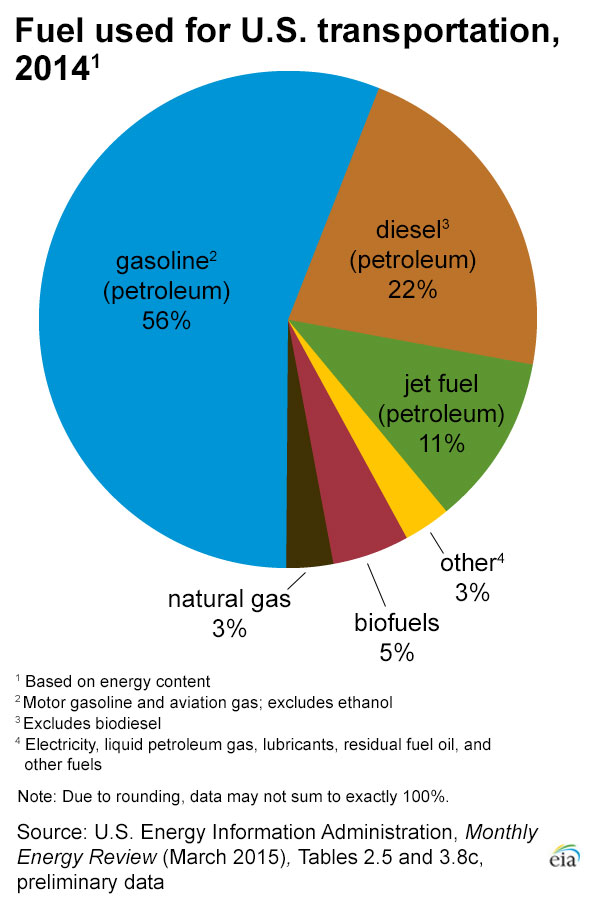 Fuel used for U.S. transportation,
2014¹
gasoline²
(petroleum)
56%
diesel³
(petroleum)
22%
jet fuel
(petroleum)
11%
other⁴
3%
biofuels
5%
natural gas
3%
¹ Based on energy content
² Motor gasoline and aviation gas; excludes ethanol
³ Excludes biodiesel
⁴ Electricity, liquid petroleum gas, lubricants, residual fuel oil, and
other fuels
Note: Due to rounding, data may not sum to exactly 100%.
Source: U.S. Energy Information Administration, Monthly
Energy Review (March 2015), Tables 2.5 and 3.8c,
preliminary data
eia